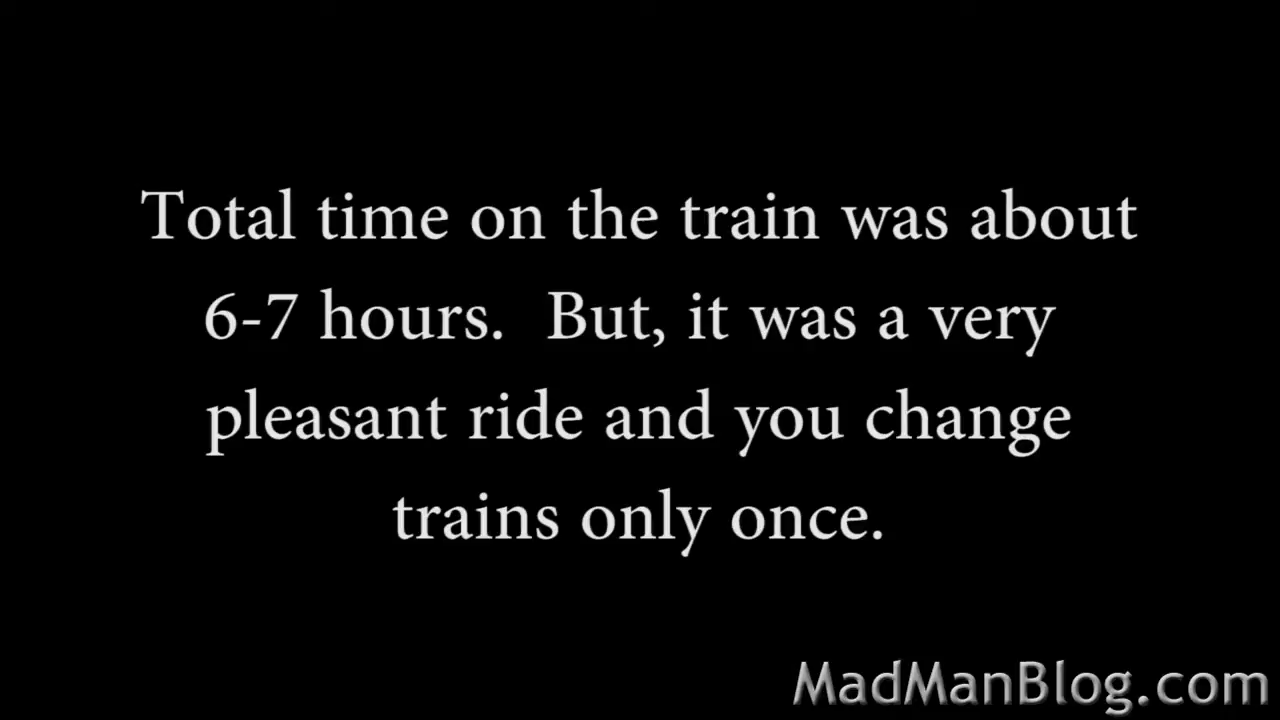 Total time on the train was about
6-7 hours.  But, it was a very
pleasant ride and you change
trains only once.
MadManBlog.com